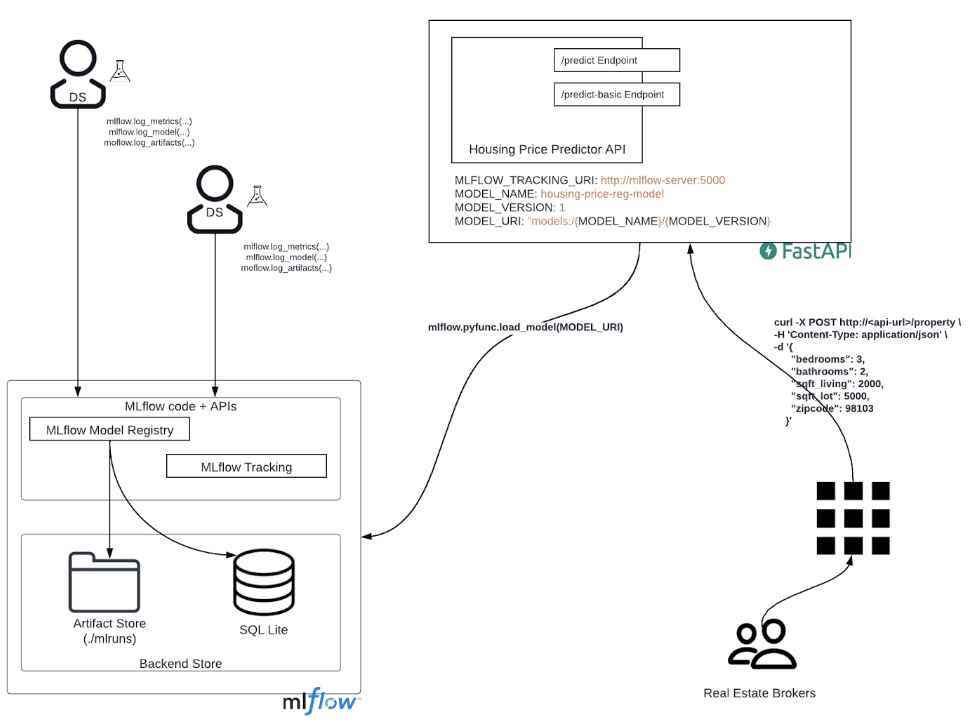 DS
mlflow.log_metrics(...)
mlflow.log_model(...)
moflow.log_artifacts(...)
DS
mlflow.log_metrics(...)
mlflow.log_model(...)
moflow.log_artifacts(...)
/predict Endpoint
/predict-basic Endpoint
Housing Price Predictor API
MLFLOW_TRACKING_URI: http://mlflow-server:5000
MODEL_NAME: housing-price-reg-model
MODEL_VERSION: 1
MODEL_URI: "models:/{MODEL_NAME}/{MODEL_VERSION}
FastAPI
mlflow.pyfunc.load_model(MODEL_URI)
curl -X POST http://<api-url>/property \
-H 'Content-Type: application/json' \
-d '{
"bedrooms": 3,
"bathrooms": 2,
"sqft_living": 2000,
"sqft_lot": 5000,
"zipcode": 98103
}'
MLflow code + APIs
MLflow Model Registry
MLflow Tracking
Artifact Store
(./mlruns)
SQL Lite
Backend Store
mlflow™
Real Estate Brokers